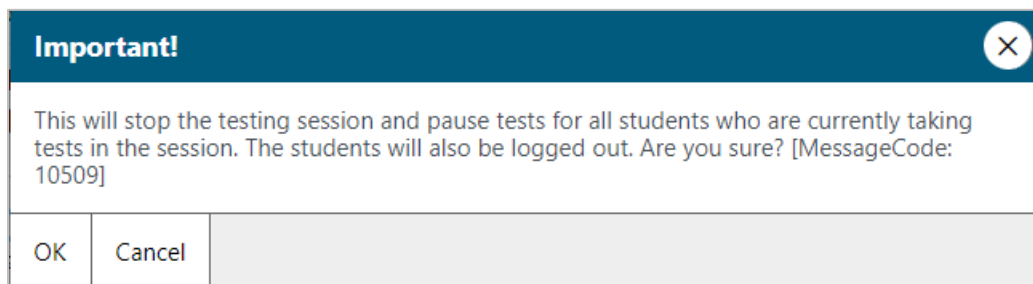 Important!
This will stop the testing session and pause tests for all students who are currently taking
tests in the session. The students will also be logged out. Are you sure? [MessageCode:
10509]
OK Cancel